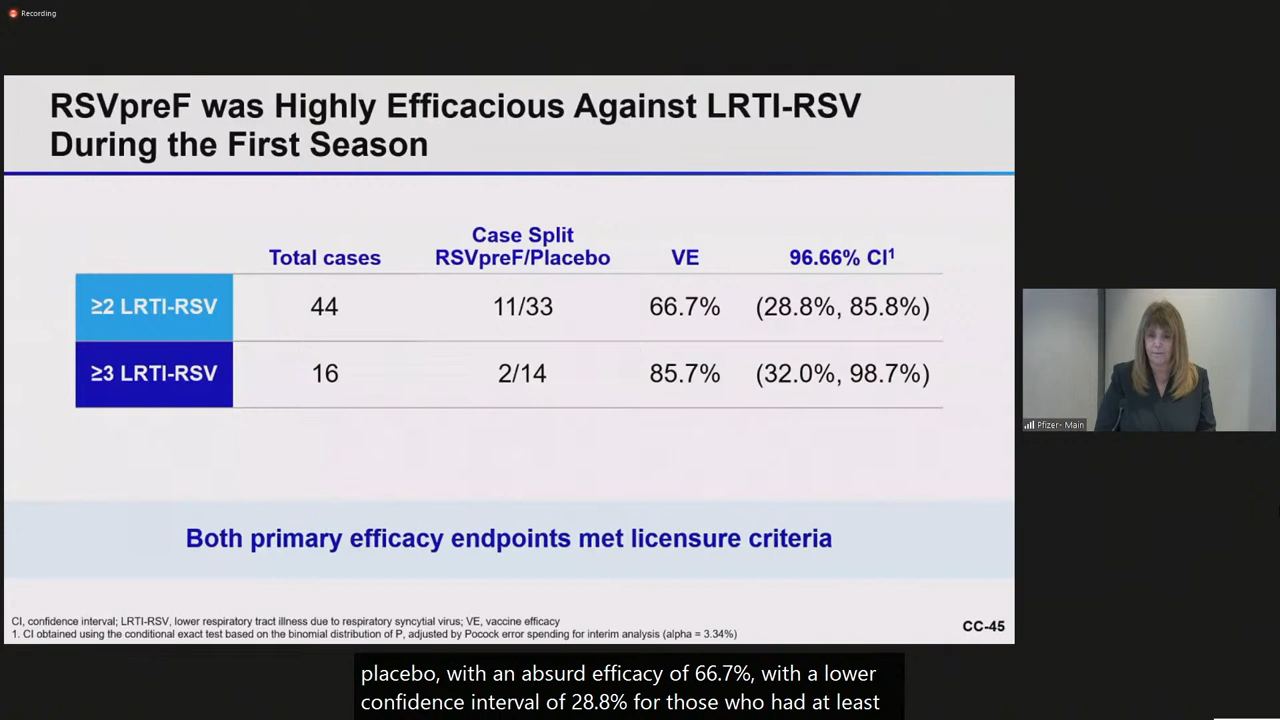 Recording
RSVpreF was Highly Efficacious Against LRTI-RSV
During the First Season
Total cases
Case Split
RSVpreF/Placebo
VE
96.66% CI¹
≥2 LRTI-RSV 44 11/33 66.7% (28.8%, 85.8%)
≥3 LRTI-RSV 16 2/14 85.7% (32.0%, 98.7%)
Both primary efficacy endpoints met licensure criteria
CI, confidence interval; LRTI-RSV, lower respiratory tract illness due to respiratory syncytial virus; VE, vaccine efficacy
1. CI obtained using the conditional exact test based on the binomial distribution of P, adjusted by Pocock error spending for interim analysis (alpha = 3.34%)
CC-45
Pfizer- Main
placebo, with an absurd efficacy of 66.7%, with a lower
confidence interval of 28.8% for those who had at least